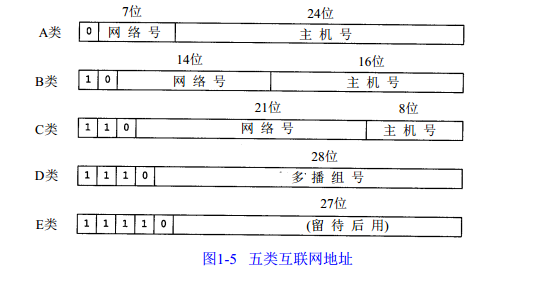 7位 24位
A类 0 网络号 主机号
14位 16位
B类 1 0 网络号 主机号
21位 8位
C类 1 1 0 网络号 主机号
28位
D类 1 1 1 0 多播组号
27位
E类 1 1 1 1 0 (留待后用)
图1-5 五类互联网地址